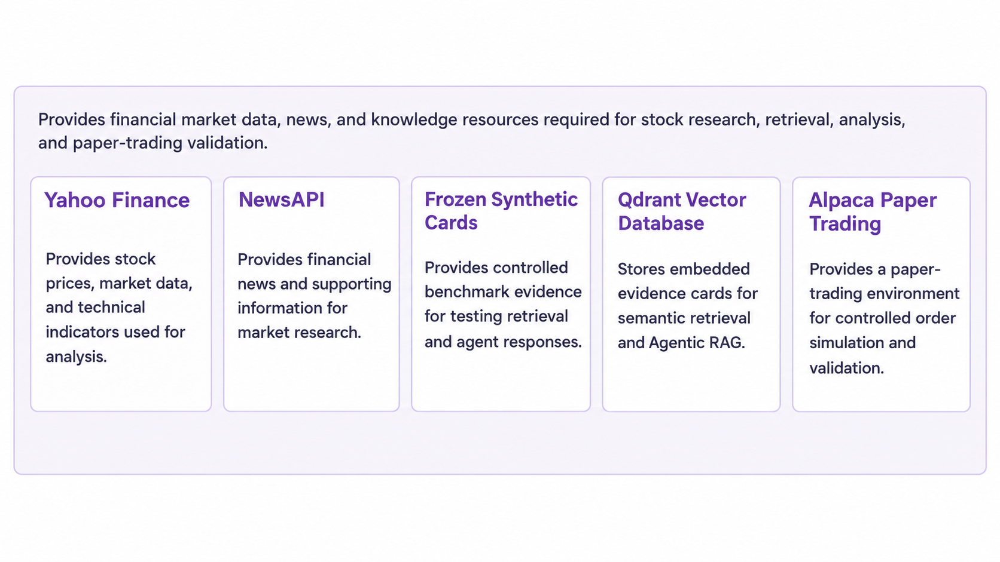 Provides financial market data, news, and knowledge resources required for stock research, retrieval, analysis,
and paper-trading validation.
Yahoo Finance
Provides stock
prices, market data,
and technical
indicators used for
analysis.
NewsAPI
Provides financial
news and supporting
information for
market research.
Frozen Synthetic
Cards
Provides controlled
benchmark evidence
for testing retrieval
and agent responses.
Qdrant Vector
Database
Stores embedded
evidence cards for
semantic retrieval
and Agentic RAG.
Alpaca Paper
Trading
Provides a paper-
trading environment
for controlled order
simulation and
validation.